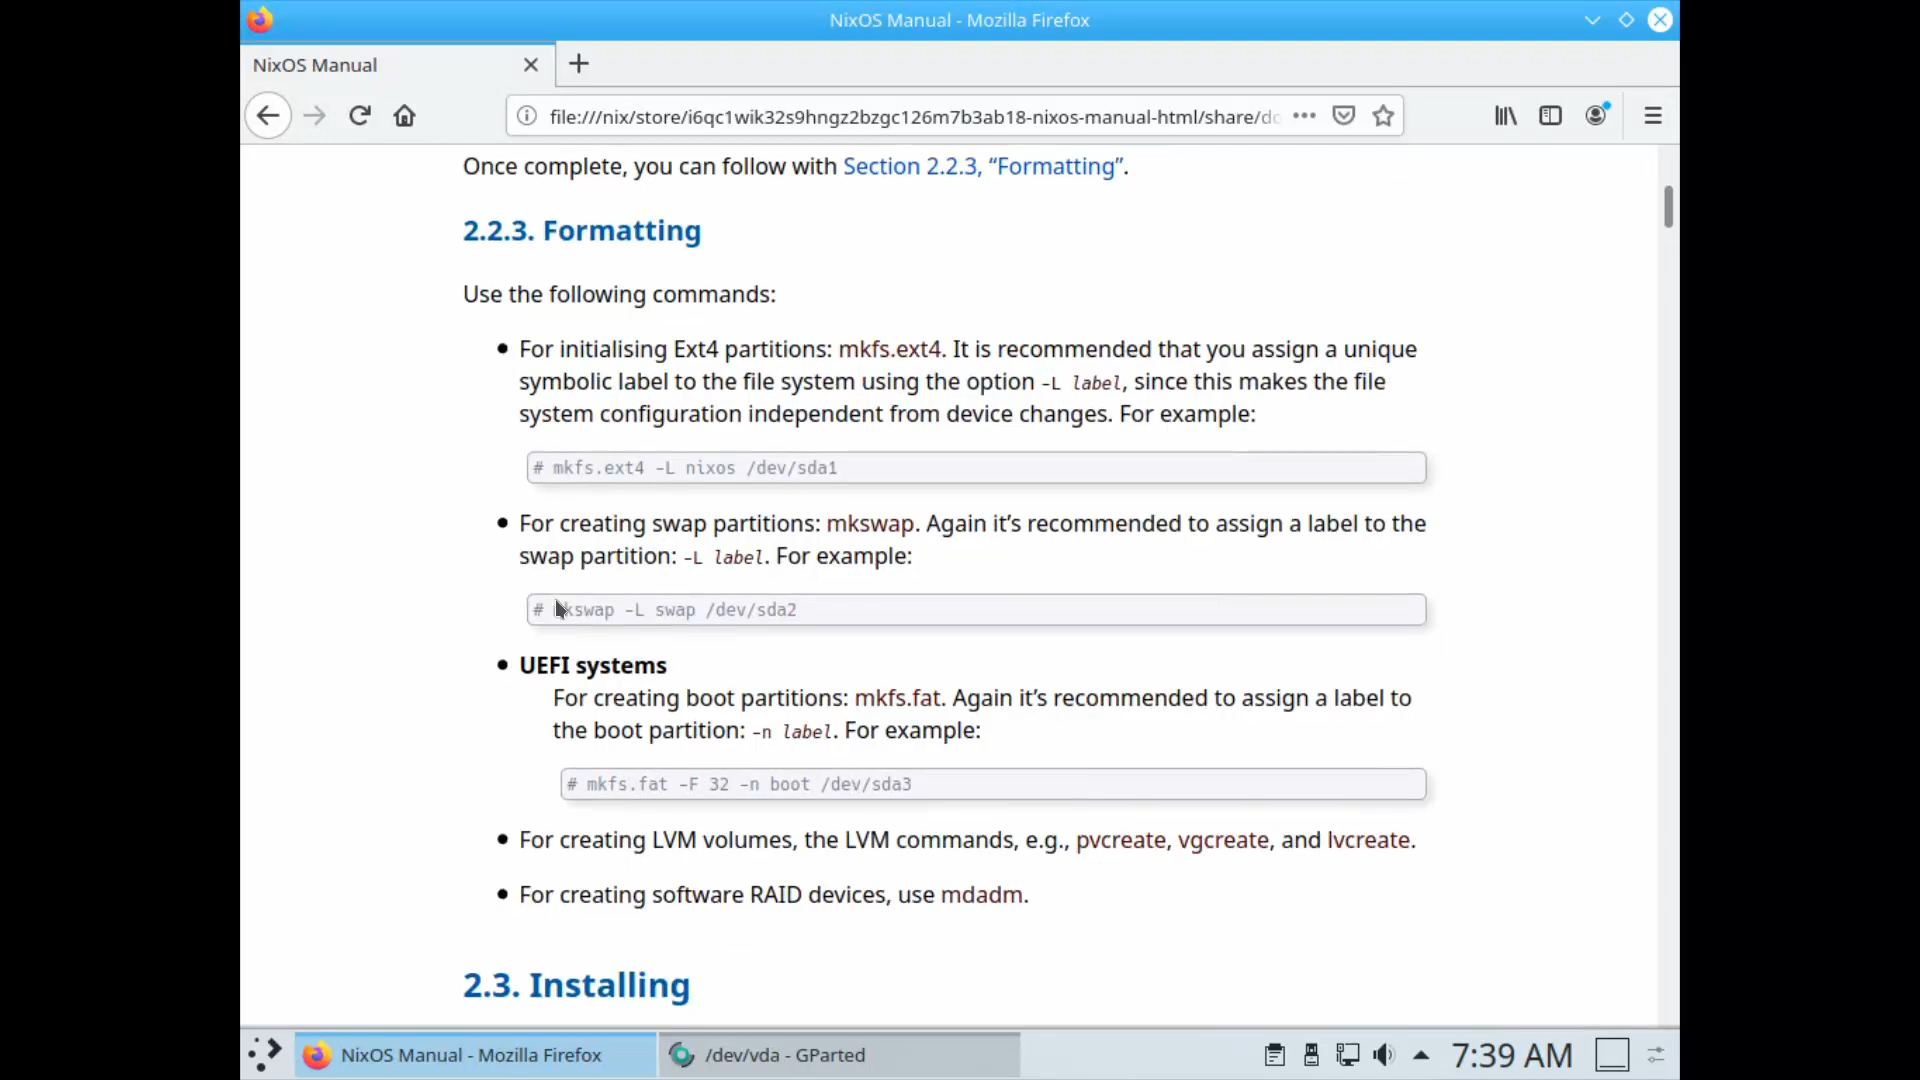 NixOS Manual - Mozilla Firefox
NixOS Manual
file:///nix/store/i6qc1wik32s9hngz2bzgc126m7b3ab18-nixos-manual-html/share/do
Once complete, you can follow with Section 2.2.3, “Formatting”.
2.2.3. Formatting
Use the following commands:
• For initialising Ext4 partitions: mkfs.ext4. It is recommended that you assign a unique
symbolic label to the file system using the option -L label, since this makes the file
system configuration independent from device changes. For example:
# mkfs.ext4 -L nixos /dev/sda1
• For creating swap partitions: mkswap. Again it’s recommended to assign a label to the
swap partition: -L label. For example:
# mkswap -L swap /dev/sda2
• UEFI systems
For creating boot partitions: mkfs.fat. Again it’s recommended to assign a label to
the boot partition: -n label. For example:
# mkfs.fat -F 32 -n boot /dev/sda3
• For creating LVM volumes, the LVM commands, e.g., pvcreate, vgcreate, and lvcreate.
• For creating software RAID devices, use mdadm.
2.3. Installing
NixOS Manual - Mozilla Firefox
/dev/vda - GParted
7:39 AM